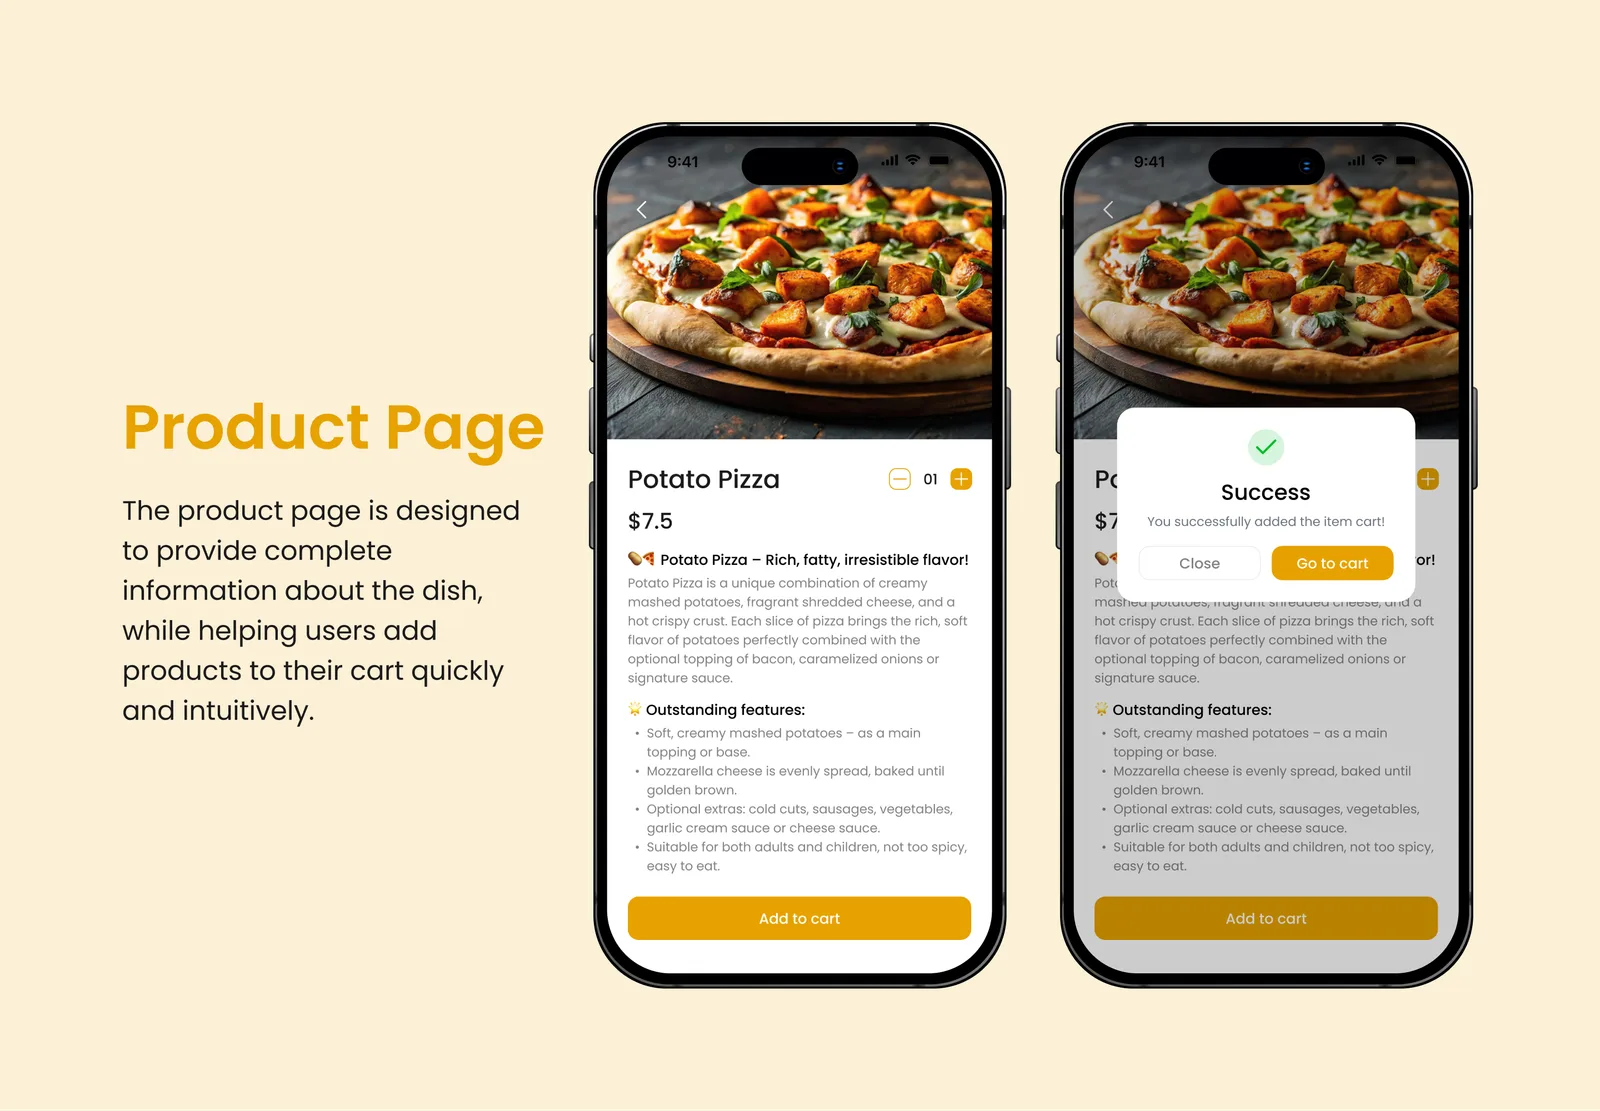 Product Page
The product page is designed
to provide complete
information about the dish,
while helping users add
products to their cart quickly
and intuitively.
9:41
Potato Pizza
01
$7.5
🥔🍕 Potato Pizza – Rich, fatty, irresistible flavor!
Potato Pizza is a unique combination of creamy
mashed potatoes, fragrant shredded cheese, and a
hot crispy crust. Each slice of pizza brings the rich, soft
flavor of potatoes perfectly combined with the
optional topping of bacon, caramelized onions or
signature sauce.
🌟 Outstanding features:
• Soft, creamy mashed potatoes – as a main
topping or base.
• Mozzarella cheese is evenly spread, baked until
golden brown.
• Optional extras: cold cuts, sausages, vegetables,
garlic cream sauce or cheese sauce.
• Suitable for both adults and children, not too spicy,
easy to eat.
Add to cart
9:41
Success
You successfully added the item cart!
Close
Go to cart
Po
$7
🥔🍕
or!
Pot
mashed potatoes, fragrant shredded cheese, and a
hot crispy crust. Each slice of pizza brings the rich, soft
flavor of potatoes perfectly combined with the
optional topping of bacon, caramelized onions or
signature sauce.
🌟 Outstanding features:
• Soft, creamy mashed potatoes – as a main
topping or base.
• Mozzarella cheese is evenly spread, baked until
golden brown.
• Optional extras: cold cuts, sausages, vegetables,
garlic cream sauce or cheese sauce.
• Suitable for both adults and children, not too spicy,
easy to eat.
Add to cart